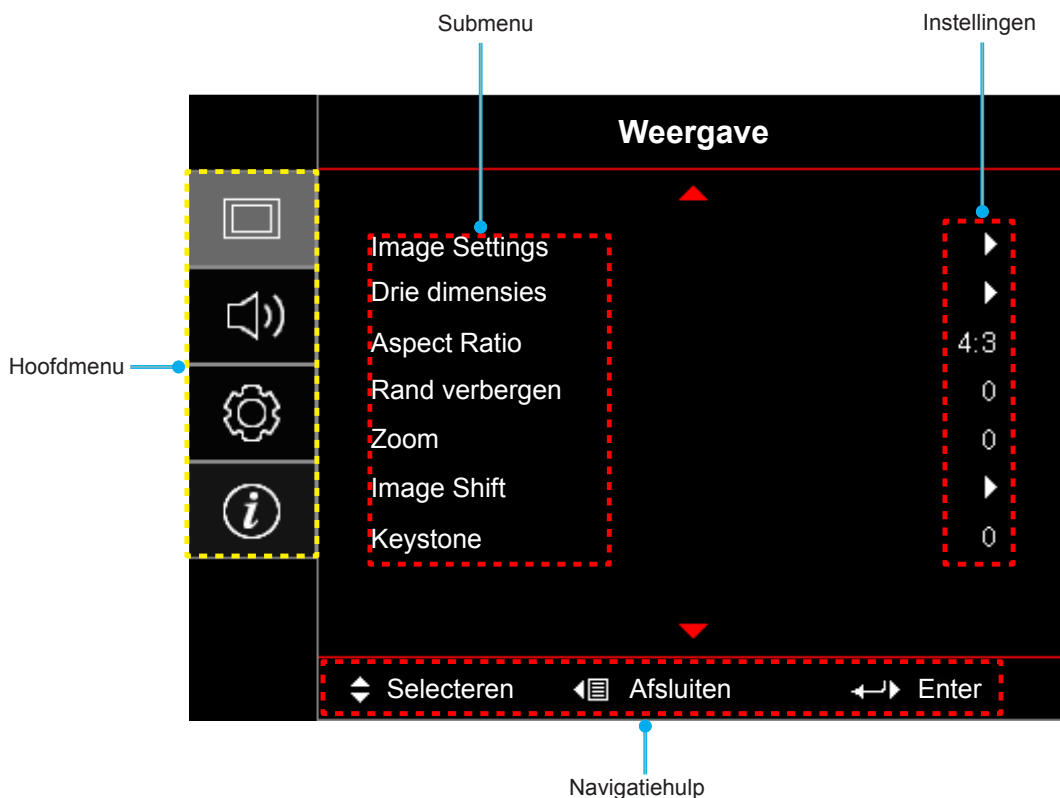 Submenu
Instellingen
Weergave
Image Settings
Drie dimensies
Aspect Ratio 4:3
Rand verbergen 0
Zoom 0
Image Shift
Keystone 0
Hoofdmenu
Selecteren Afsluiten Enter
Navigatiehulp